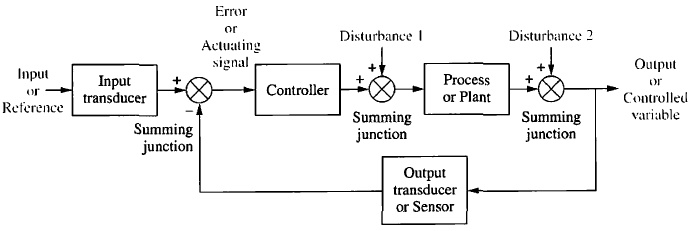 Error
or
Actuating
signal
Disturbance 1
Disturbance 2
Input
or
Reference
Input
transducer
+
−
Summing
junction
Controller
+
+
Summing
junction
Process
or Plant
+
+
Summing
junction
Output
or
Controlled
variable
Output
transducer
or Sensor